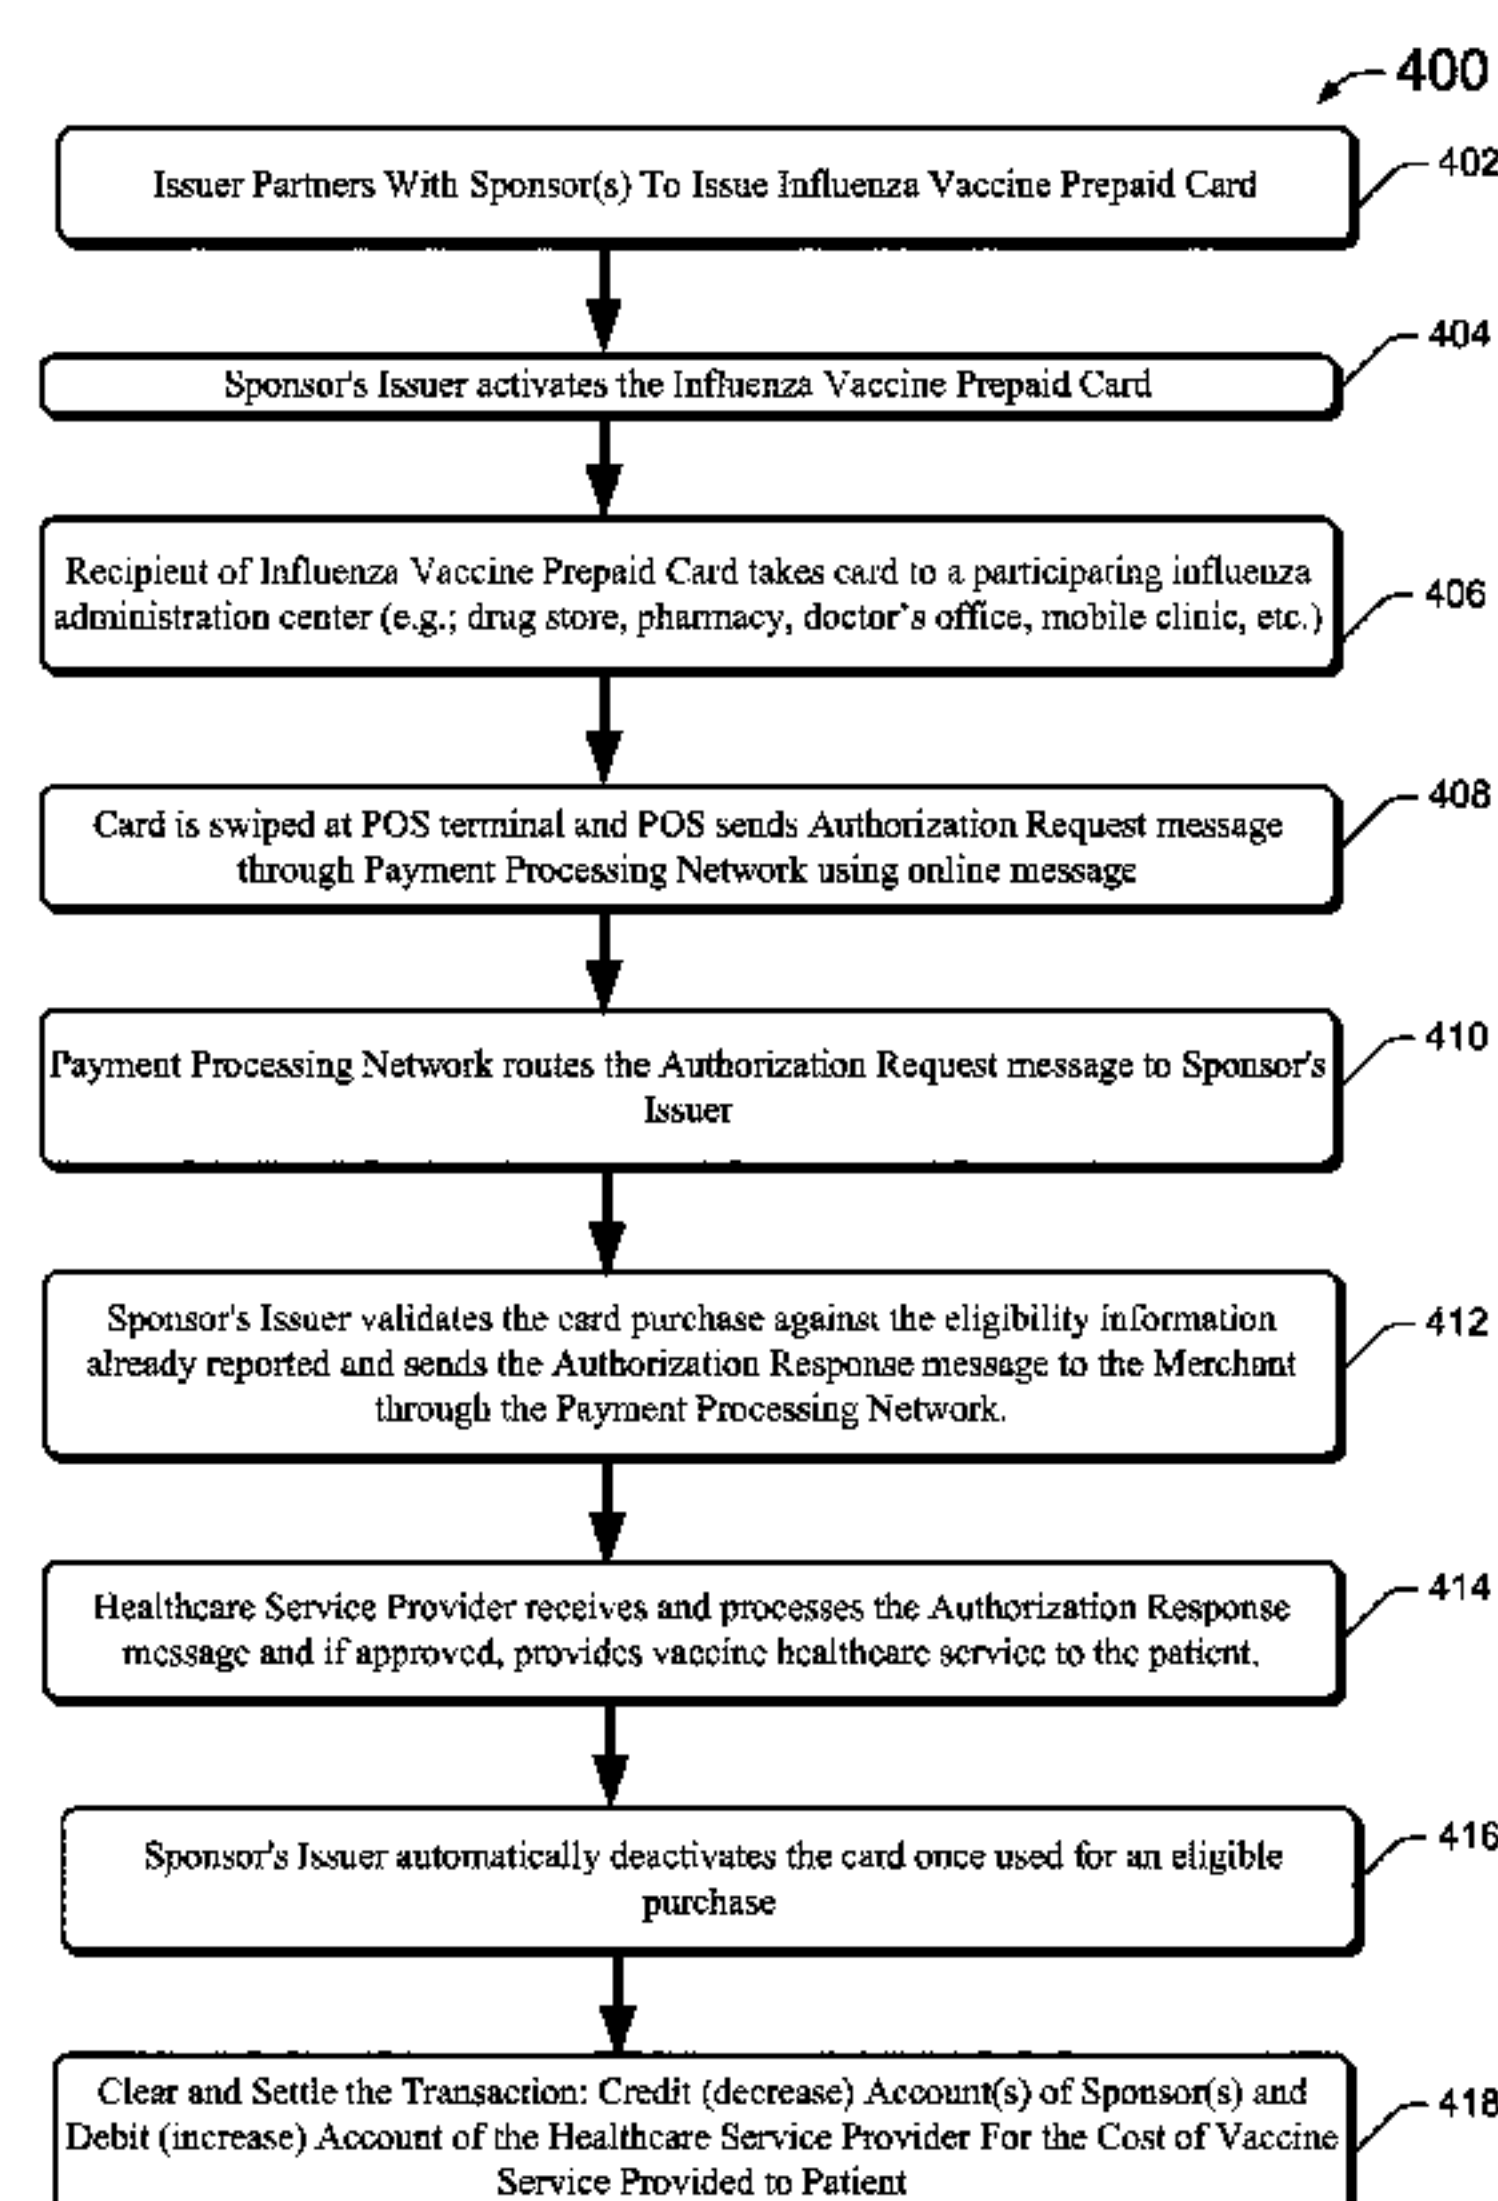 400
Issuer Partners With Sponsor(s) To Issue Influenza Vaccine Prepaid Card
402
Sponsor's Issuer activates the Influenza Vaccine Prepaid Card
404
Recipient of Influenza Vaccine Prepaid Card takes card to a participating influenza
administration center (e.g.; drug store, pharmacy, doctor's office, mobile clinic, etc.)
406
Card is swiped at POS terminal and POS sends Authorization Request message
through Payment Processing Network using online message
408
Payment Processing Network routes the Authorization Request message to Sponsor's
Issuer
410
Sponsor's Issuer validates the card purchase against the eligibility information
already reported and sends the Authorization Response message to the Merchant
through the Payment Processing Network.
412
Healthcare Service Provider receives and processes the Authorization Response
message and if approved, provides vaccine healthcare service to the patient.
414
Sponsor's Issuer automatically deactivates the card once used for an eligible
purchase
416
Clear and Settle the Transaction: Credit (decrease) Account(s) of Sponsor(s) and
Debit (increase) Account of the Healthcare Service Provider For the Cost of Vaccine
Service Provided to Patient
418